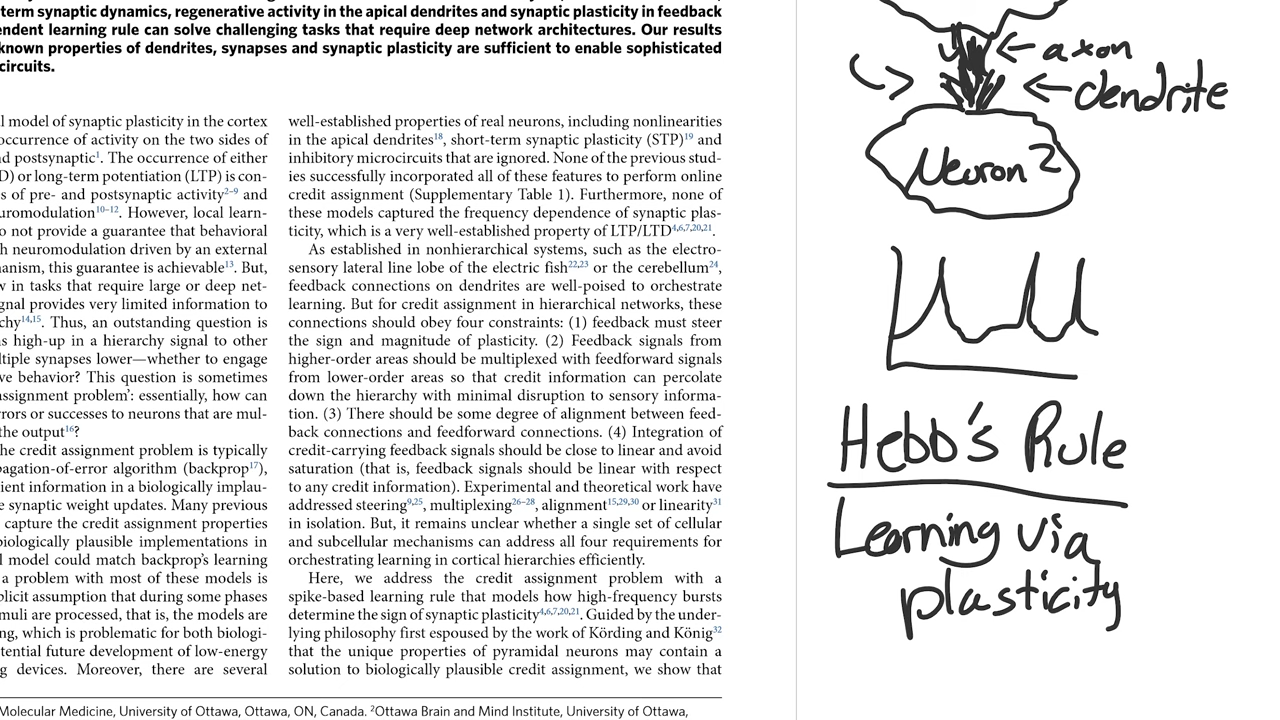 term synaptic dynamics, regenerative activity in the apical dendrites and synaptic plasticity in feedback
endent learning rule can solve challenging tasks that require deep network architectures. Our results
known properties of dendrites, synapses and synaptic plasticity are sufficient to enable sophisticated
circuits.
l model of synaptic plasticity in the cortex
occurrence of activity on the two sides of
d postsynaptic1. The occurrence of either
D) or long-term potentiation (LTP) is con-
s of pre- and postsynaptic activity2–9 and
uromodulation10–12. However, local learn-
o not provide a guarantee that behavioral
h neuromodulation driven by an external
anism, this guarantee is achievable13. But,
w in tasks that require large or deep net-
gnal provides very limited information to
chy14,15. Thus, an outstanding question is
s high-up in a hierarchy signal to other
ltiple synapses lower—whether to engage
ve behavior? This question is sometimes
assignment problem’: essentially, how can
rrors or successes to neurons that are mul-
the output16?
he credit assignment problem is typically
pagation-of-error algorithm (backprop17),
ient information in a biologically implau-
e synaptic weight updates. Many previous
capture the credit assignment properties
biologically plausible implementations in
l model could match backprop’s learning
a problem with most of these models is
plicit assumption that during some phases
muli are processed, that is, the models are
ng, which is problematic for both biologi-
tential future development of low-energy
g devices. Moreover, there are several
well-established properties of real neurons, including nonlinearities
in the apical dendrites18, short-term synaptic plasticity (STP)19 and
inhibitory microcircuits that are ignored. None of the previous stud-
ies successfully incorporated all of these features to perform online
credit assignment (Supplementary Table 1). Furthermore, none of
these models captured the frequency dependence of synaptic plas-
ticity, which is a very well-established property of LTP/LTD4,6,7,20,21.
As established in nonhierarchical systems, such as the electro-
sensory lateral line lobe of the electric fish22,23 or the cerebellum24,
feedback connections on dendrites are well-poised to orchestrate
learning. But for credit assignment in hierarchical networks, these
connections should obey four constraints: (1) feedback must steer
the sign and magnitude of plasticity. (2) Feedback signals from
higher-order areas should be multiplexed with feedforward signals
from lower-order areas so that credit information can percolate
down the hierarchy with minimal disruption to sensory informa-
tion. (3) There should be some degree of alignment between feed-
back connections and feedforward connections. (4) Integration of
credit-carrying feedback signals should be close to linear and avoid
saturation (that is, feedback signals should be linear with respect
to any credit information). Experimental and theoretical work have
addressed steering9,25, multiplexing26–28, alignment15,29,30 or linearity31
in isolation. But, it remains unclear whether a single set of cellular
and subcellular mechanisms can address all four requirements for
orchestrating learning in cortical hierarchies efficiently.
Here, we address the credit assignment problem with a
spike-based learning rule that models how high-frequency bursts
determine the sign of synaptic plasticity4,6,7,20,21. Guided by the under-
lying philosophy first espoused by the work of Körding and König32
that the unique properties of pyramidal neurons may contain a
solution to biologically plausible credit assignment, we show that
Molecular Medicine, University of Ottawa, Ottawa, ON, Canada. 2Ottawa Brain and Mind Institute, University of Ottawa,
axon
dendrite
Neuron 2
Hebb's Rule
Learning via
plasticity